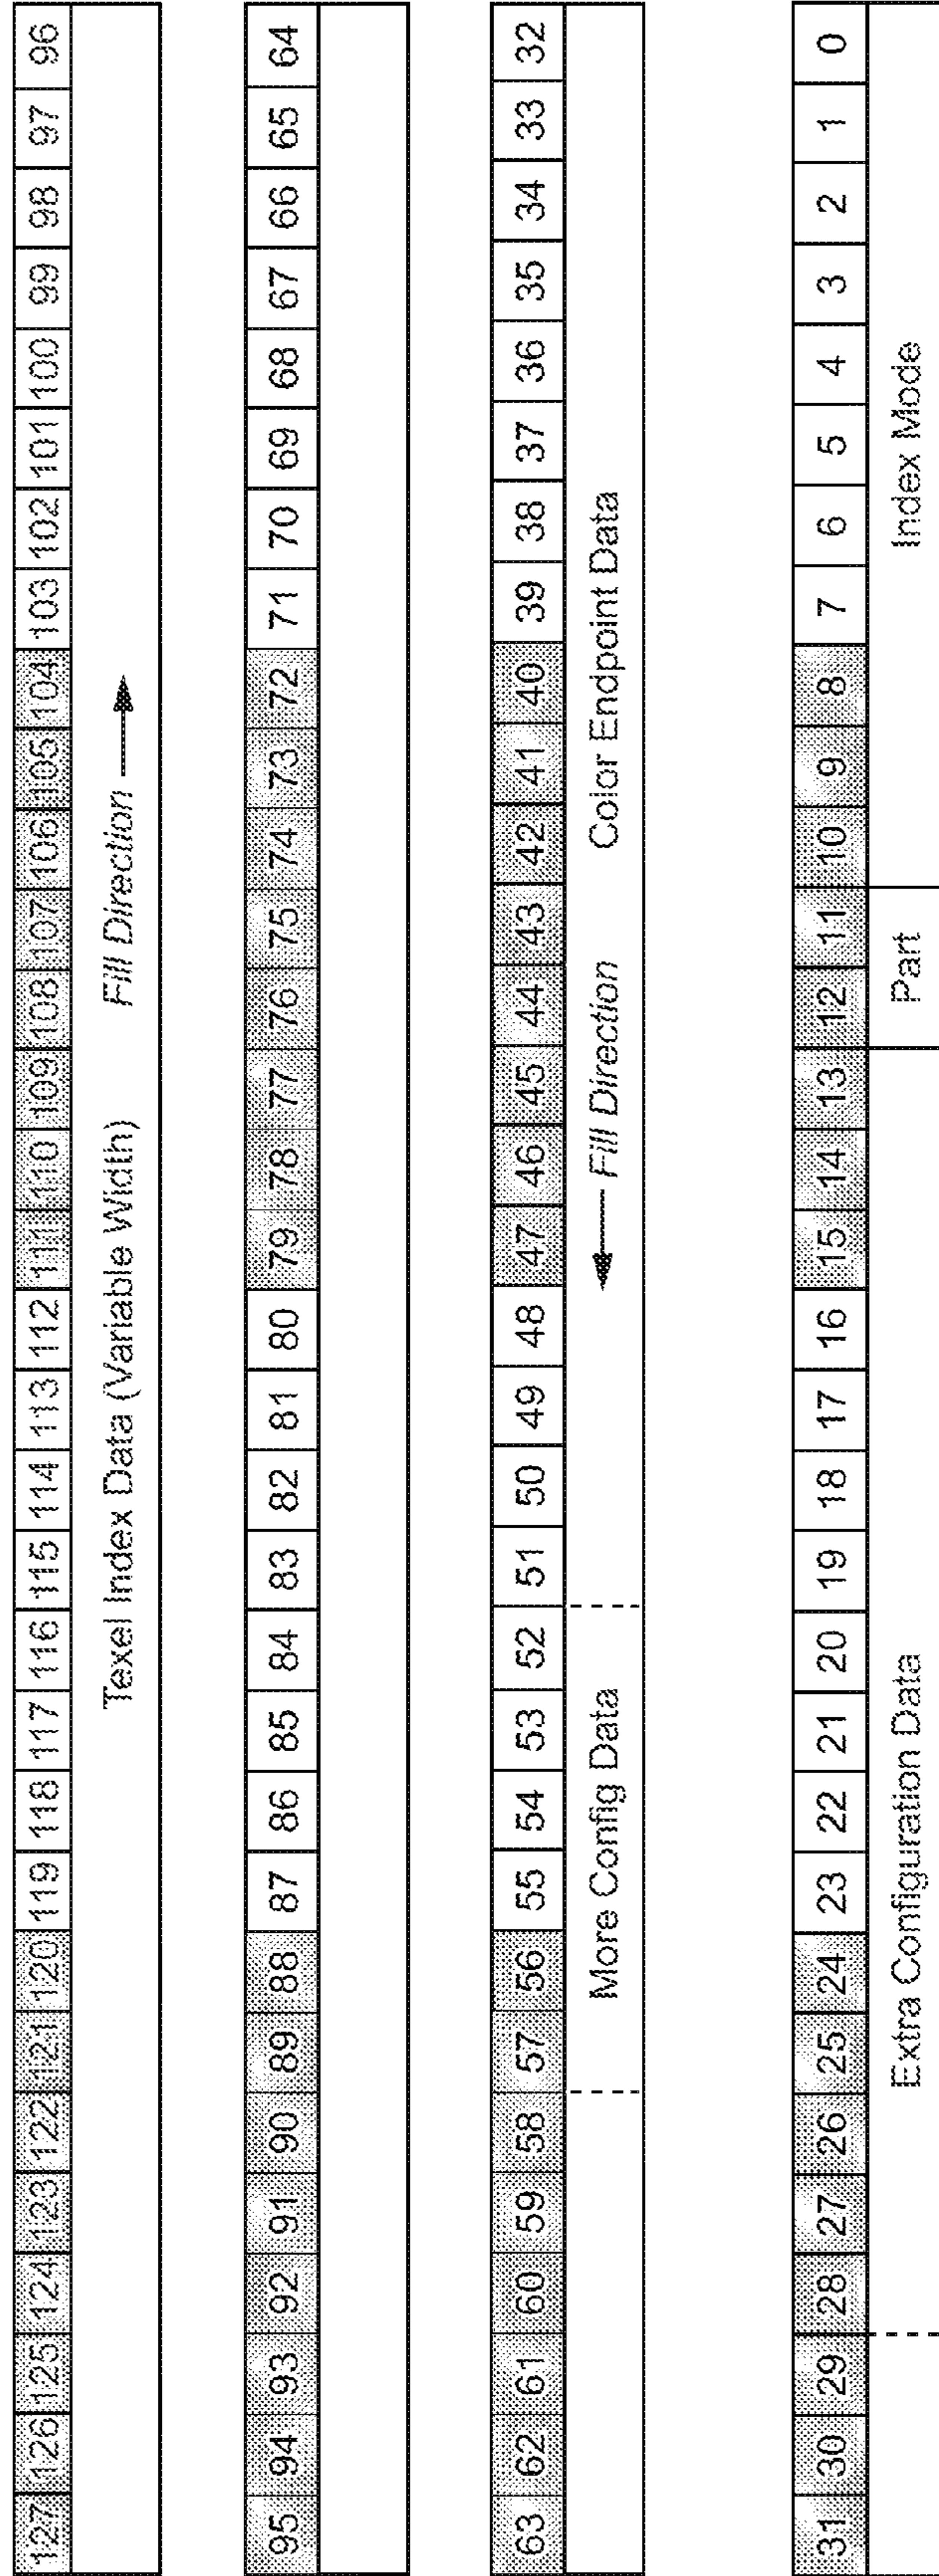 127 126 125 124 123 122 121 120 119 118 117 116 115 114 113 112 111 110 109 108 107 106 105 104 103 102 101 100 99 98 97 96
Texel Index Data (Variable Width) Fill Direction
95 94 93 92 91 90 89 88 87 86 85 84 83 82 81 80 79 78 77 76 75 74 73 72 71 70 69 68 67 66 65 64
63 62 61 60 59 58 57 56 55 54 53 52 51 50 49 48 47 46 45 44 43 42 41 40 39 38 37 36 35 34 33 32
More Config Data Fill Direction Color Endpoint Data
31 30 29 28 27 26 25 24 23 22 21 20 19 18 17 16 15 14 13 12 11 10 9 8 7 6 5 4 3 2 1 0
Extra Configuration Data Part Index Mode